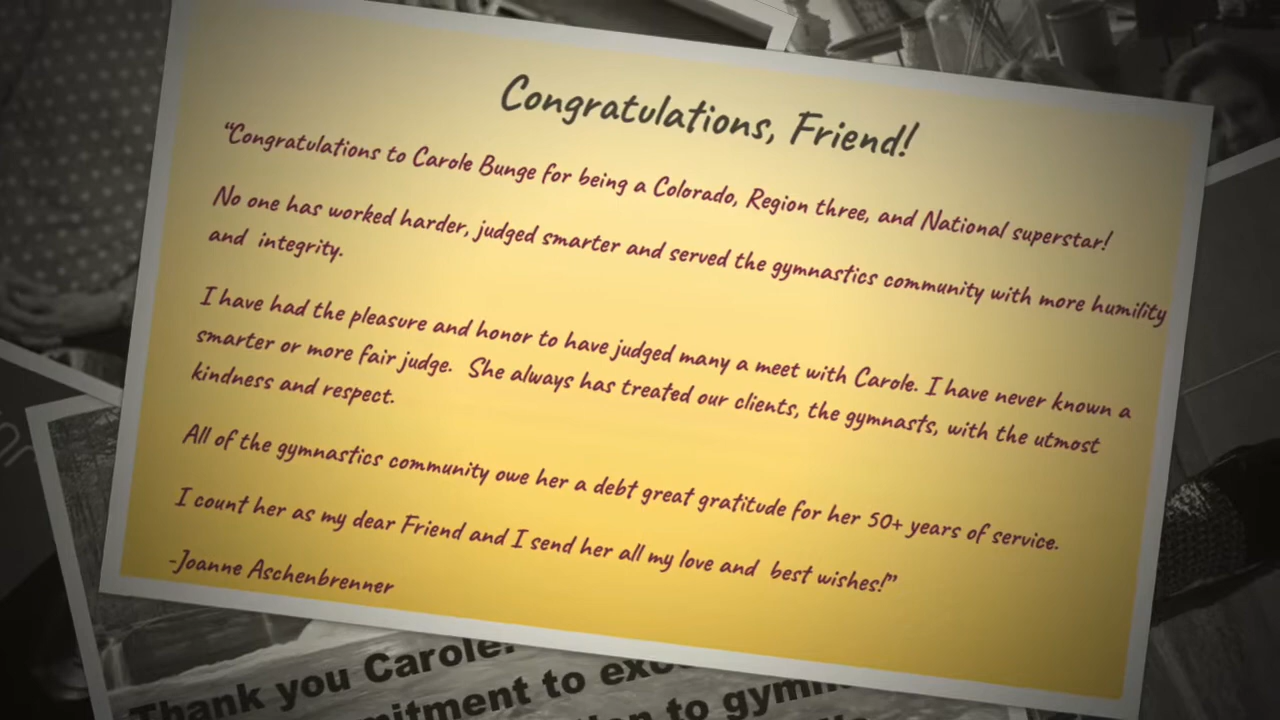 Congratulations, Friend!
“Congratulations to Carole Bunge for being a Colorado, Region three, and National superstar!
No one has worked harder, judged smarter and served the gymnastics community with more humility
and integrity.
I have had the pleasure and honor to have judged many a meet with Carole. I have never known a
smarter or more fair judge. She always has treated our clients, the gymnasts, with the utmost
kindness and respect.
All of the gymnastics community owe her a debt great gratitude for her 50+ years of service.
I count her as my dear Friend and I send her all my love and best wishes!”
-Joanne Aschenbrenner
Thank you Carole.
to
to